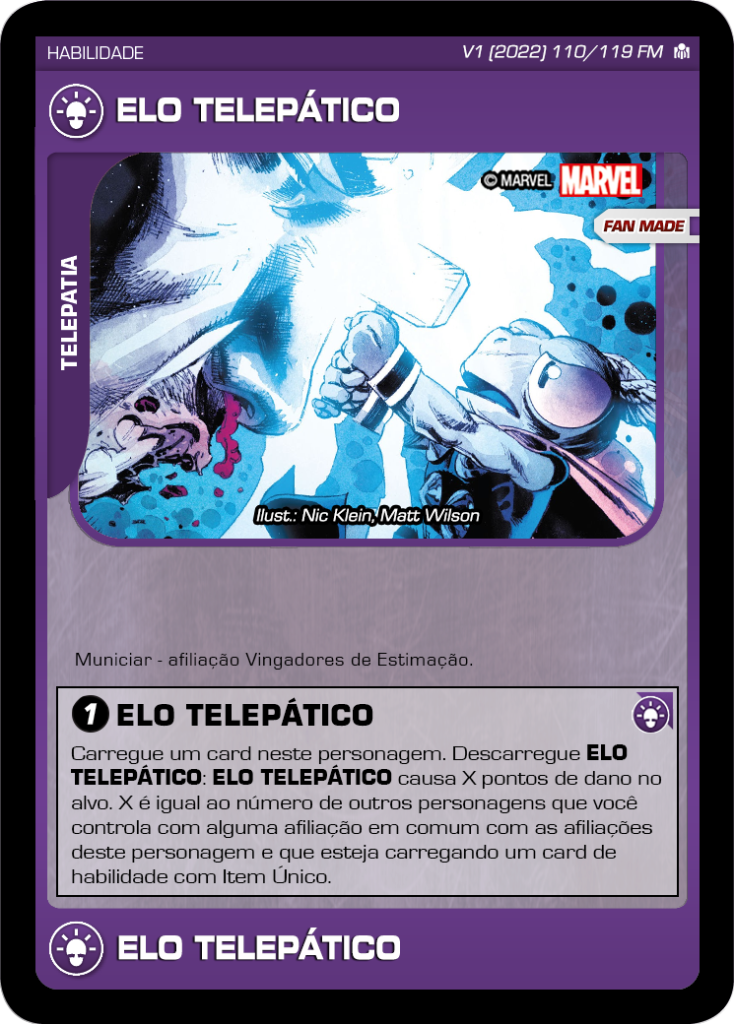 HABILIDADE
V1 (2022) 110/119 FM
ELO TELEPÁTICO
© MARVEL MARVEL
FAN MADE
TELEPATIA
Ilust.: Nic Klein, Matt Wilson
Municiar - afiliação Vingadores de Estimação.
1 ELO TELEPÁTICO
Carregue um card neste personagem. Descarregue ELO
TELEPÁTICO: ELO TELEPÁTICO causa X pontos de dano no
alvo. X é igual ao número de outros personagens que você
controla com alguma afiliação em comum com as afiliações
deste personagem e que esteja carregando um card de
habilidade com Item Único.
ELO TELEPÁTICO